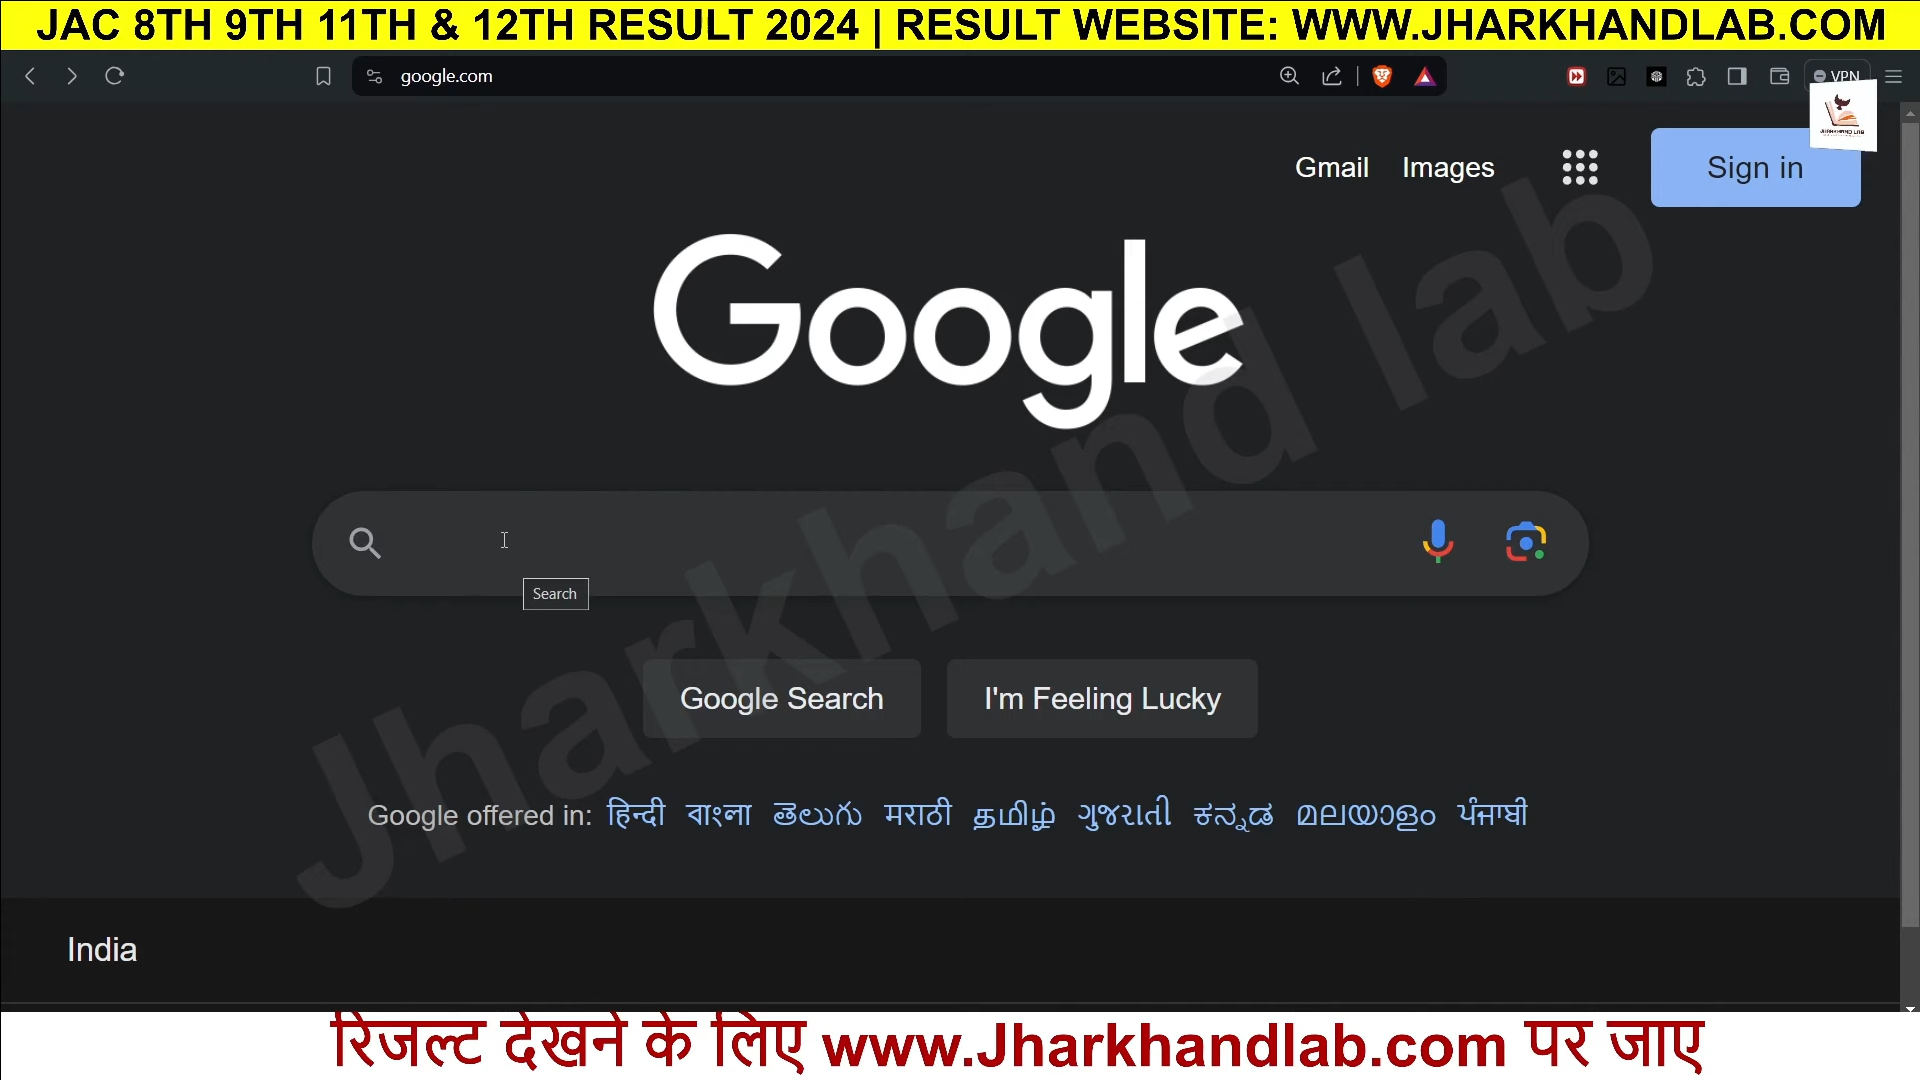 JAC 8TH 9TH 11TH & 12TH RESULT 2024 | RESULT WEBSITE: WWW.JHARKHANDLAB.COM
google.com
VPN
JHARKHAND LAB
Gmail Images Sign in
Google
Jharkhand lab
Search
Google Search I'm Feeling Lucky
Google offered in: हिन्दी বাংলা తెలుగు मराठी தமிழ் ગુજરાતી ಕನ್ನಡ മലയാളം ਪੰਜਾਬੀ
India
रिजल्ट देखने के लिए www.Jharkhandlab.com पर जाए